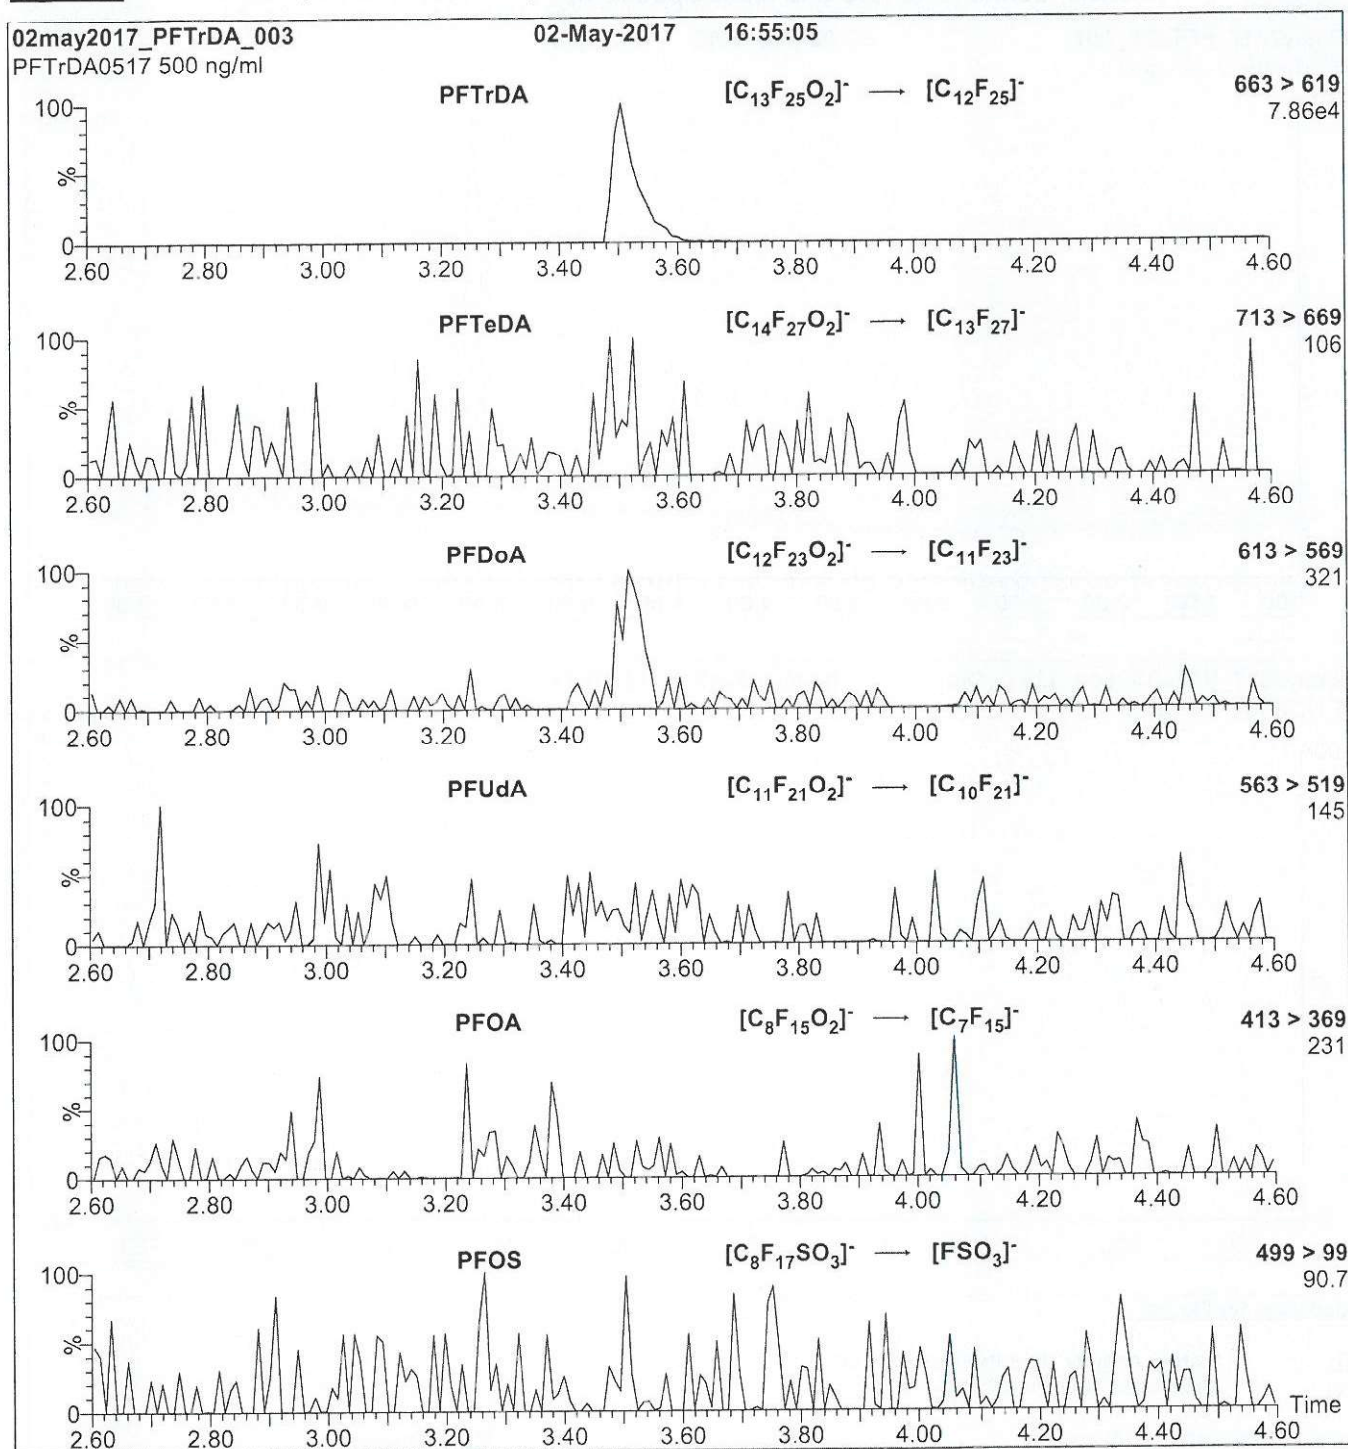 02may2017_PFTrDA_003 02-May-2017 16:55:05
PFTrDA0517 500 ng/ml
PFTrDA [C13F25O2]- → [C12F25]- 663 > 619
7.86e4
100
%
0
2.60 2.80 3.00 3.20 3.40 3.60 3.80 4.00 4.20 4.40 4.60
PFTeDA [C14F27O2]- → [C13F27]- 713 > 669
106
100
%
0
2.60 2.80 3.00 3.20 3.40 3.60 3.80 4.00 4.20 4.40 4.60
PFDoA [C12F23O2]- → [C11F23]- 613 > 569
321
100
%
0
2.60 2.80 3.00 3.20 3.40 3.60 3.80 4.00 4.20 4.40 4.60
PFUdA [C11F21O2]- → [C10F21]- 563 > 519
145
100
%
0
2.60 2.80 3.00 3.20 3.40 3.60 3.80 4.00 4.20 4.40 4.60
PFOA [C8F15O2]- → [C7F15]- 413 > 369
231
100
%
0
2.60 2.80 3.00 3.20 3.40 3.60 3.80 4.00 4.20 4.40 4.60
PFOS [C8F17SO3]- → [FSO3]- 499 > 99
90.7
100
%
0 Time
2.60 2.80 3.00 3.20 3.40 3.60 3.80 4.00 4.20 4.40 4.60